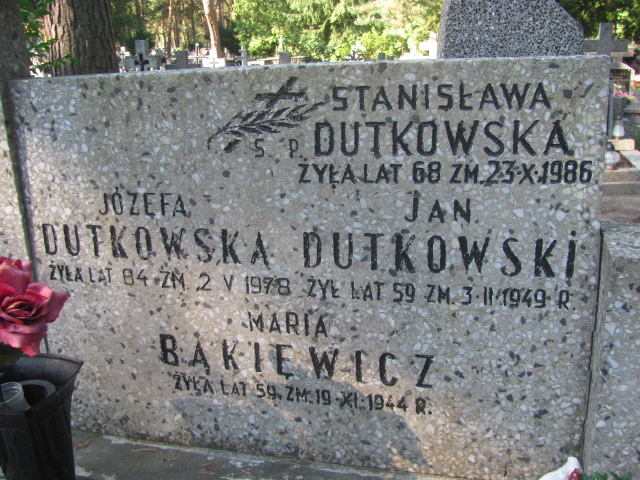 STANISŁAWA
Ś. P. DUTKOWSKA
ŻYŁA LAT 68 ZM. 23·X·1986
JÓZEFA
DUTKOWSKA
ŻYŁA LAT 84 ZM. 2 V 1978
JAN
DUTKOWSKI
ŻYŁ LAT 59 ZM. 3·II·1949 R.
MARIA
BĄKIEWICZ
ŻYŁA LAT 59. ZM. 19·XI·1944 R.